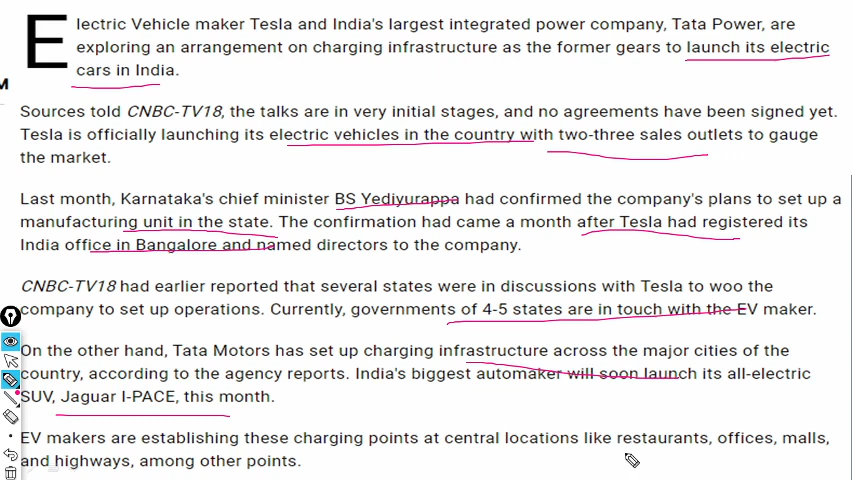 Electric Vehicle maker Tesla and India's largest integrated power company, Tata Power, are
exploring an arrangement on charging infrastructure as the former gears to launch its electric
cars in India.
M
Sources told CNBC-TV18, the talks are in very initial stages, and no agreements have been signed yet.
Tesla is officially launching its electric vehicles in the country with two-three sales outlets to gauge
the market.
Last month, Karnataka's chief minister BS Yediyurappa had confirmed the company's plans to set up a
manufacturing unit in the state. The confirmation had came a month after Tesla had registered its
India office in Bangalore and named directors to the company.
CNBC-TV18 had earlier reported that several states were in discussions with Tesla to woo the
company to set up operations. Currently, governments of 4-5 states are in touch with the EV maker.
On the other hand, Tata Motors has set up charging infrastructure across the major cities of the
country, according to the agency reports. India's biggest automaker will soon launch its all-electric
SUV, Jaguar I-PACE, this month.
EV makers are establishing these charging points at central locations like restaurants, offices, malls,
and highways, among other points.